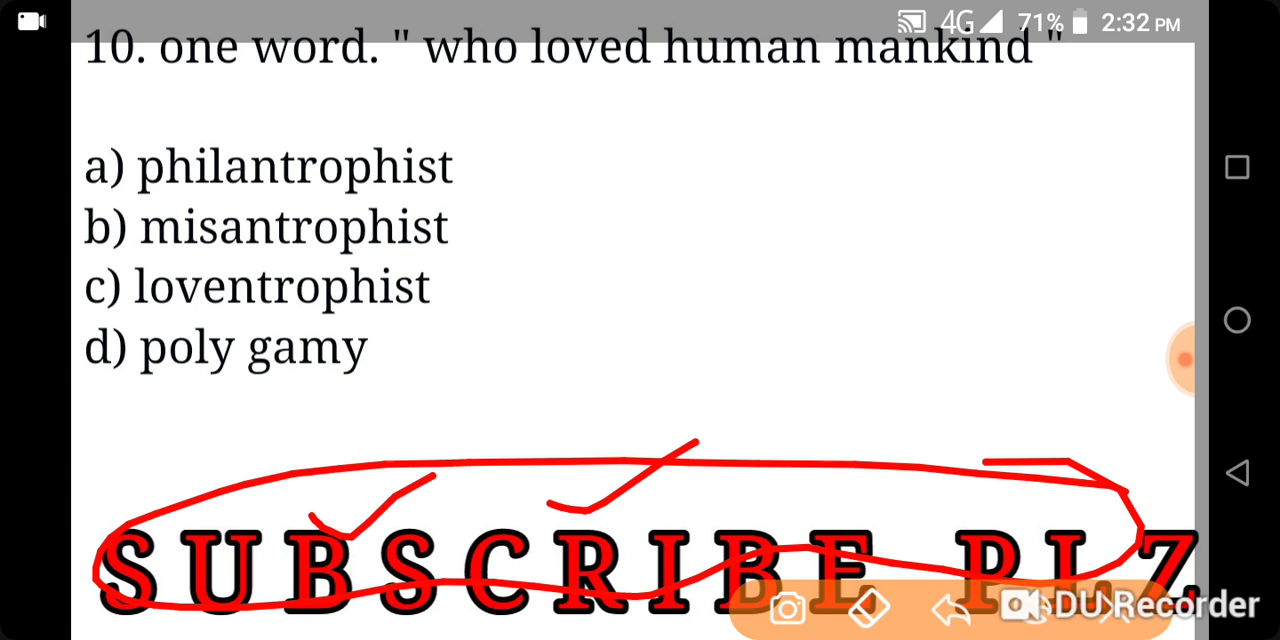 4G 71% 2:32 PM
10. one word. " who loved human mankind "
a) philantrophist
b) misantrophist
c) loventrophist
d) poly gamy
SUBSCRIBE PLZ
DU Recorder